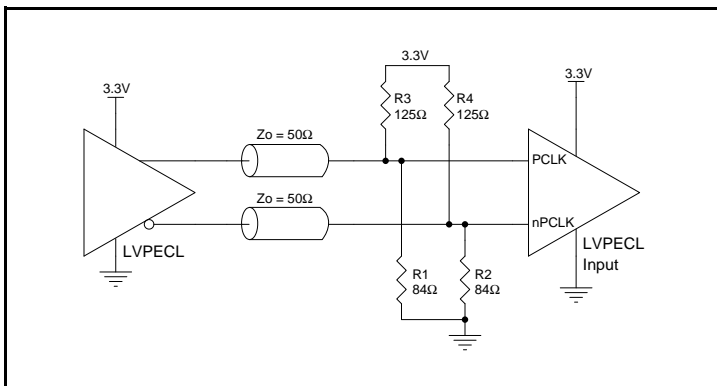 3.3V
3.3V
3.3V
R3
125Ω
R4
125Ω
Zo = 50Ω
PCLK
Zo = 50Ω
nPCLK
LVPECL
LVPECL
Input
R1
84Ω
R2
84Ω